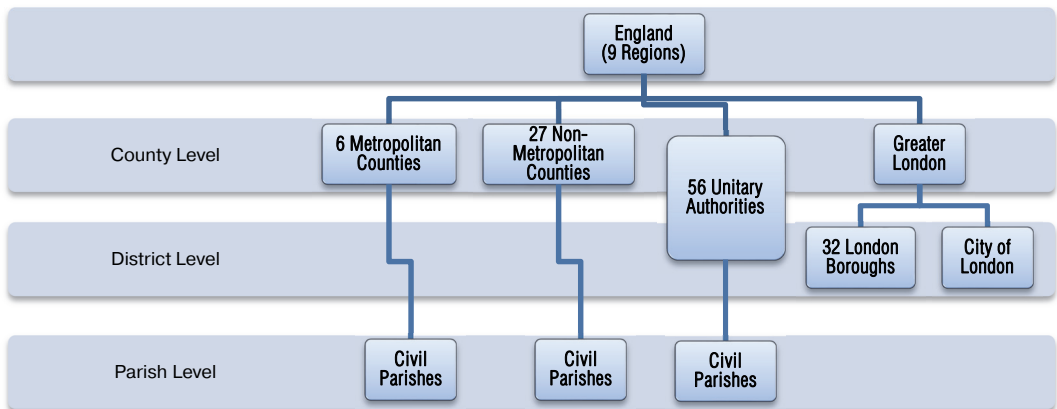 England
(9 Regions)
County Level
6 Metropolitan
Counties
27 Non-
Metropolitan
Counties
56 Unitary
Authorities
Greater
London
District Level
32 London
Boroughs
City of
London
Parish Level
Civil
Parishes
Civil
Parishes
Civil
Parishes